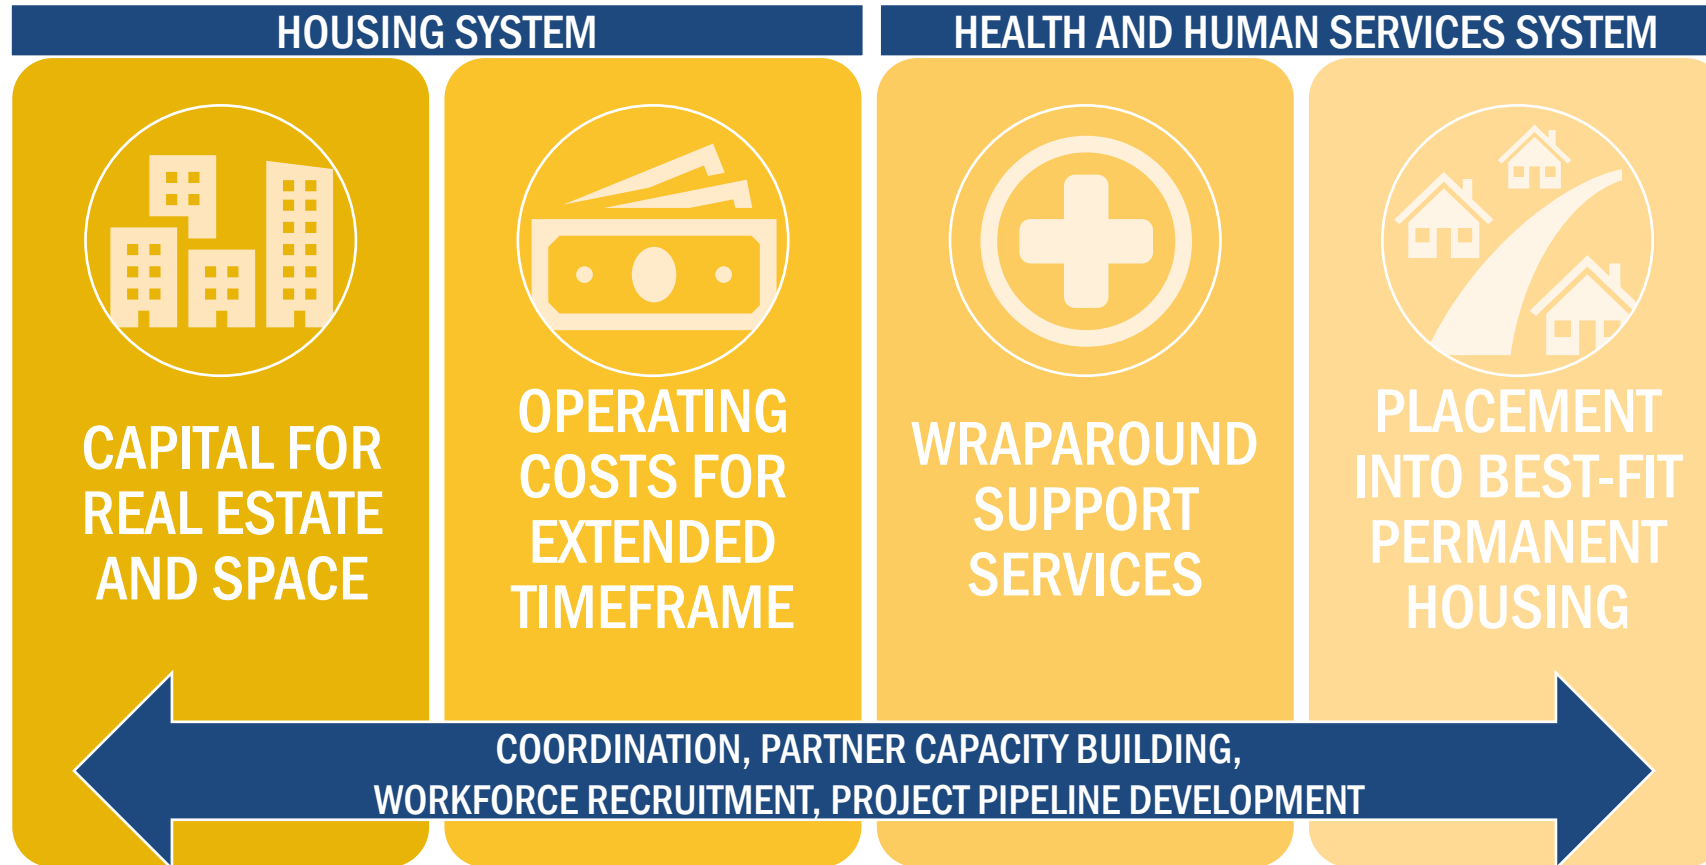 HOUSING SYSTEM
HEALTH AND HUMAN SERVICES SYSTEM
CAPITAL FOR
REAL ESTATE
AND SPACE
OPERATING
COSTS FOR
EXTENDED
TIMEFRAME
WRAPAROUND
SUPPORT
SERVICES
PLACEMENT
INTO BEST-FIT
PERMANENT
HOUSING
COORDINATION, PARTNER CAPACITY BUILDING,
WORKFORCE RECRUITMENT, PROJECT PIPELINE DEVELOPMENT